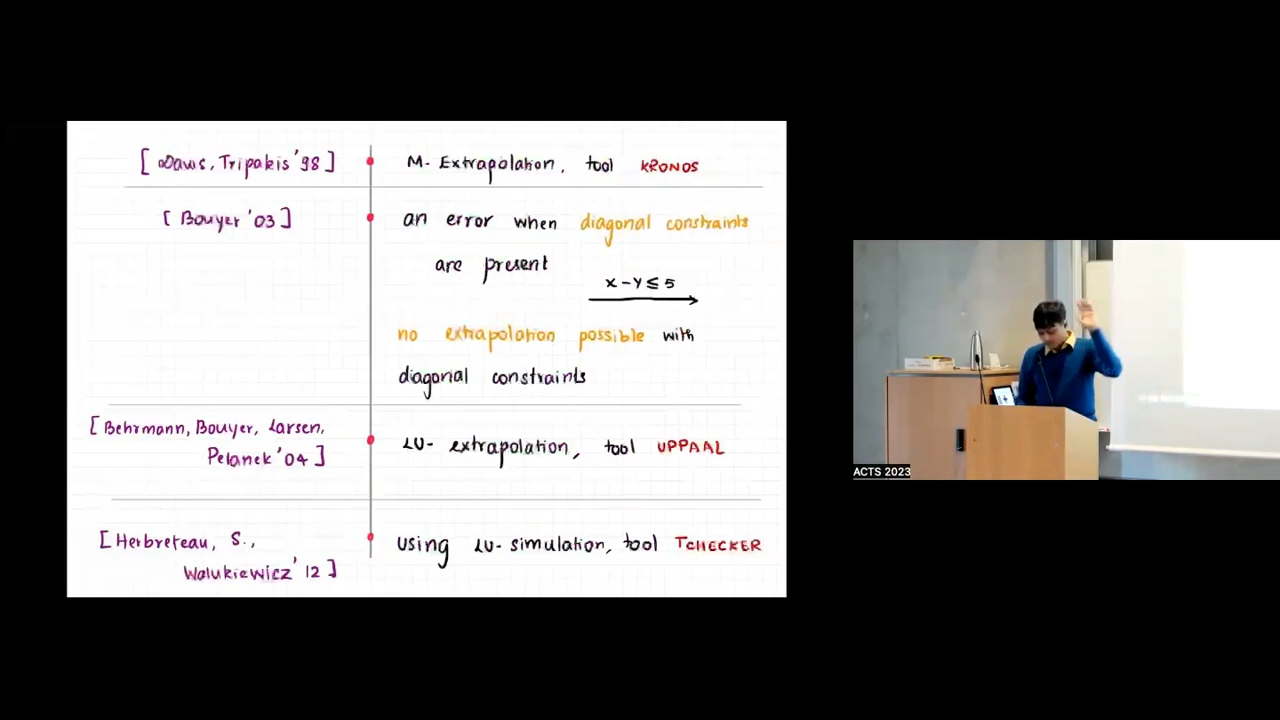 [Daws, Tripakis '98]
M- Extrapolation, tool KRONOS
[Bouyer '03]
an error when diagonal constraints
are present
x - y ≤ 5
no extrapolation possible with
diagonal constraints
[Behrmann, Bouyer, Larsen,
Pelanek '04]
LU- extrapolation, tool UPPAAL
[Herbreteau, S.,
Walukiewicz '12]
using LU-simulation, tool TCHECKER
ACTS 2023